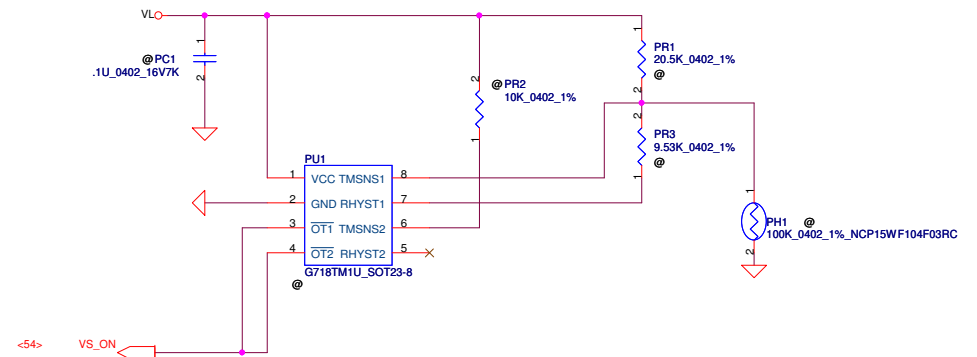 VL
1
@ PC1
.1U_0402_16V7K
2
2
@ PR2
10K_0402_1%
1
1
PR1
20.5K_0402_1%
@
2
2
PR3
9.53K_0402_1%
@
1
PU1
1 VCC TMSNS1 8
2 GND RHYST1 7
3 OT1 TMSNS2 6
4 OT2 RHYST2 5
G718TM1U_SOT23-8
@
1
PH1 @
100K_0402_1%_NCP15WF104F03RC
2
<54> VS_ON